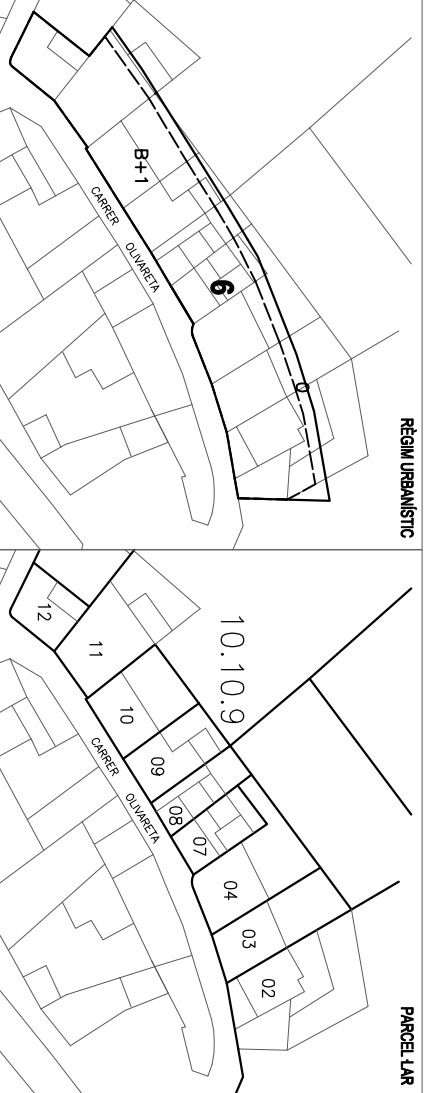 RÈGIM URBANÍSTIC
B+1
6
0
CARRER
OLIVARETA
PARCEL·LAR
10.10.9
12
11
10
09
08
07
04
03
02
CARRER
OLIVARETA